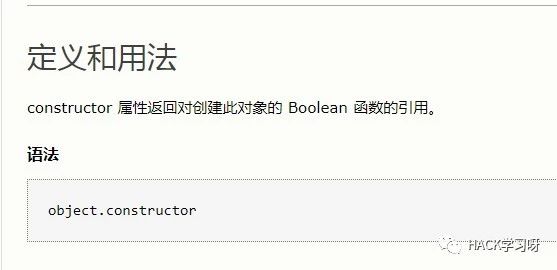 定义和用法
constructor 属性返回对创建此对象的 Boolean 函数的引用。
语法
object.constructor
HACK学习呀